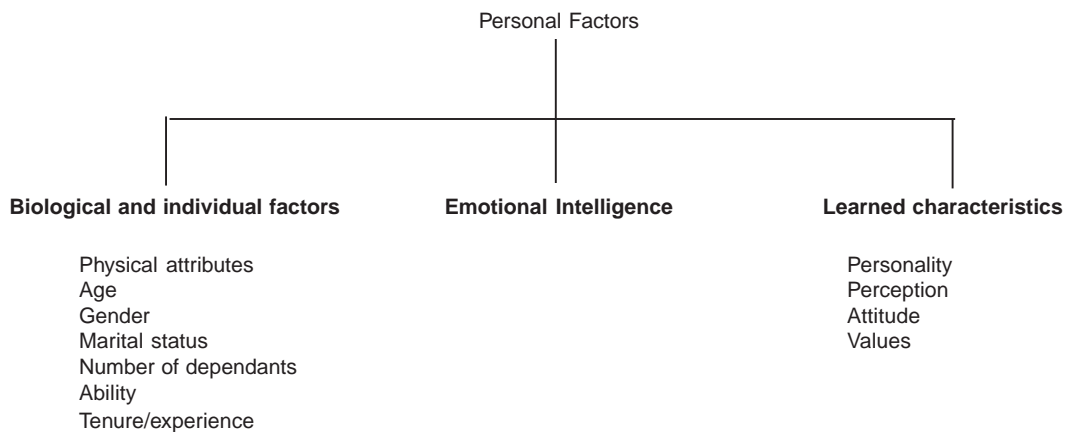 Personal Factors
Biological and individual factors
Emotional Intelligence
Learned characteristics
Physical attributes
Age
Gender
Marital status
Number of dependants
Ability
Tenure/experience
Personality
Perception
Attitude
Values